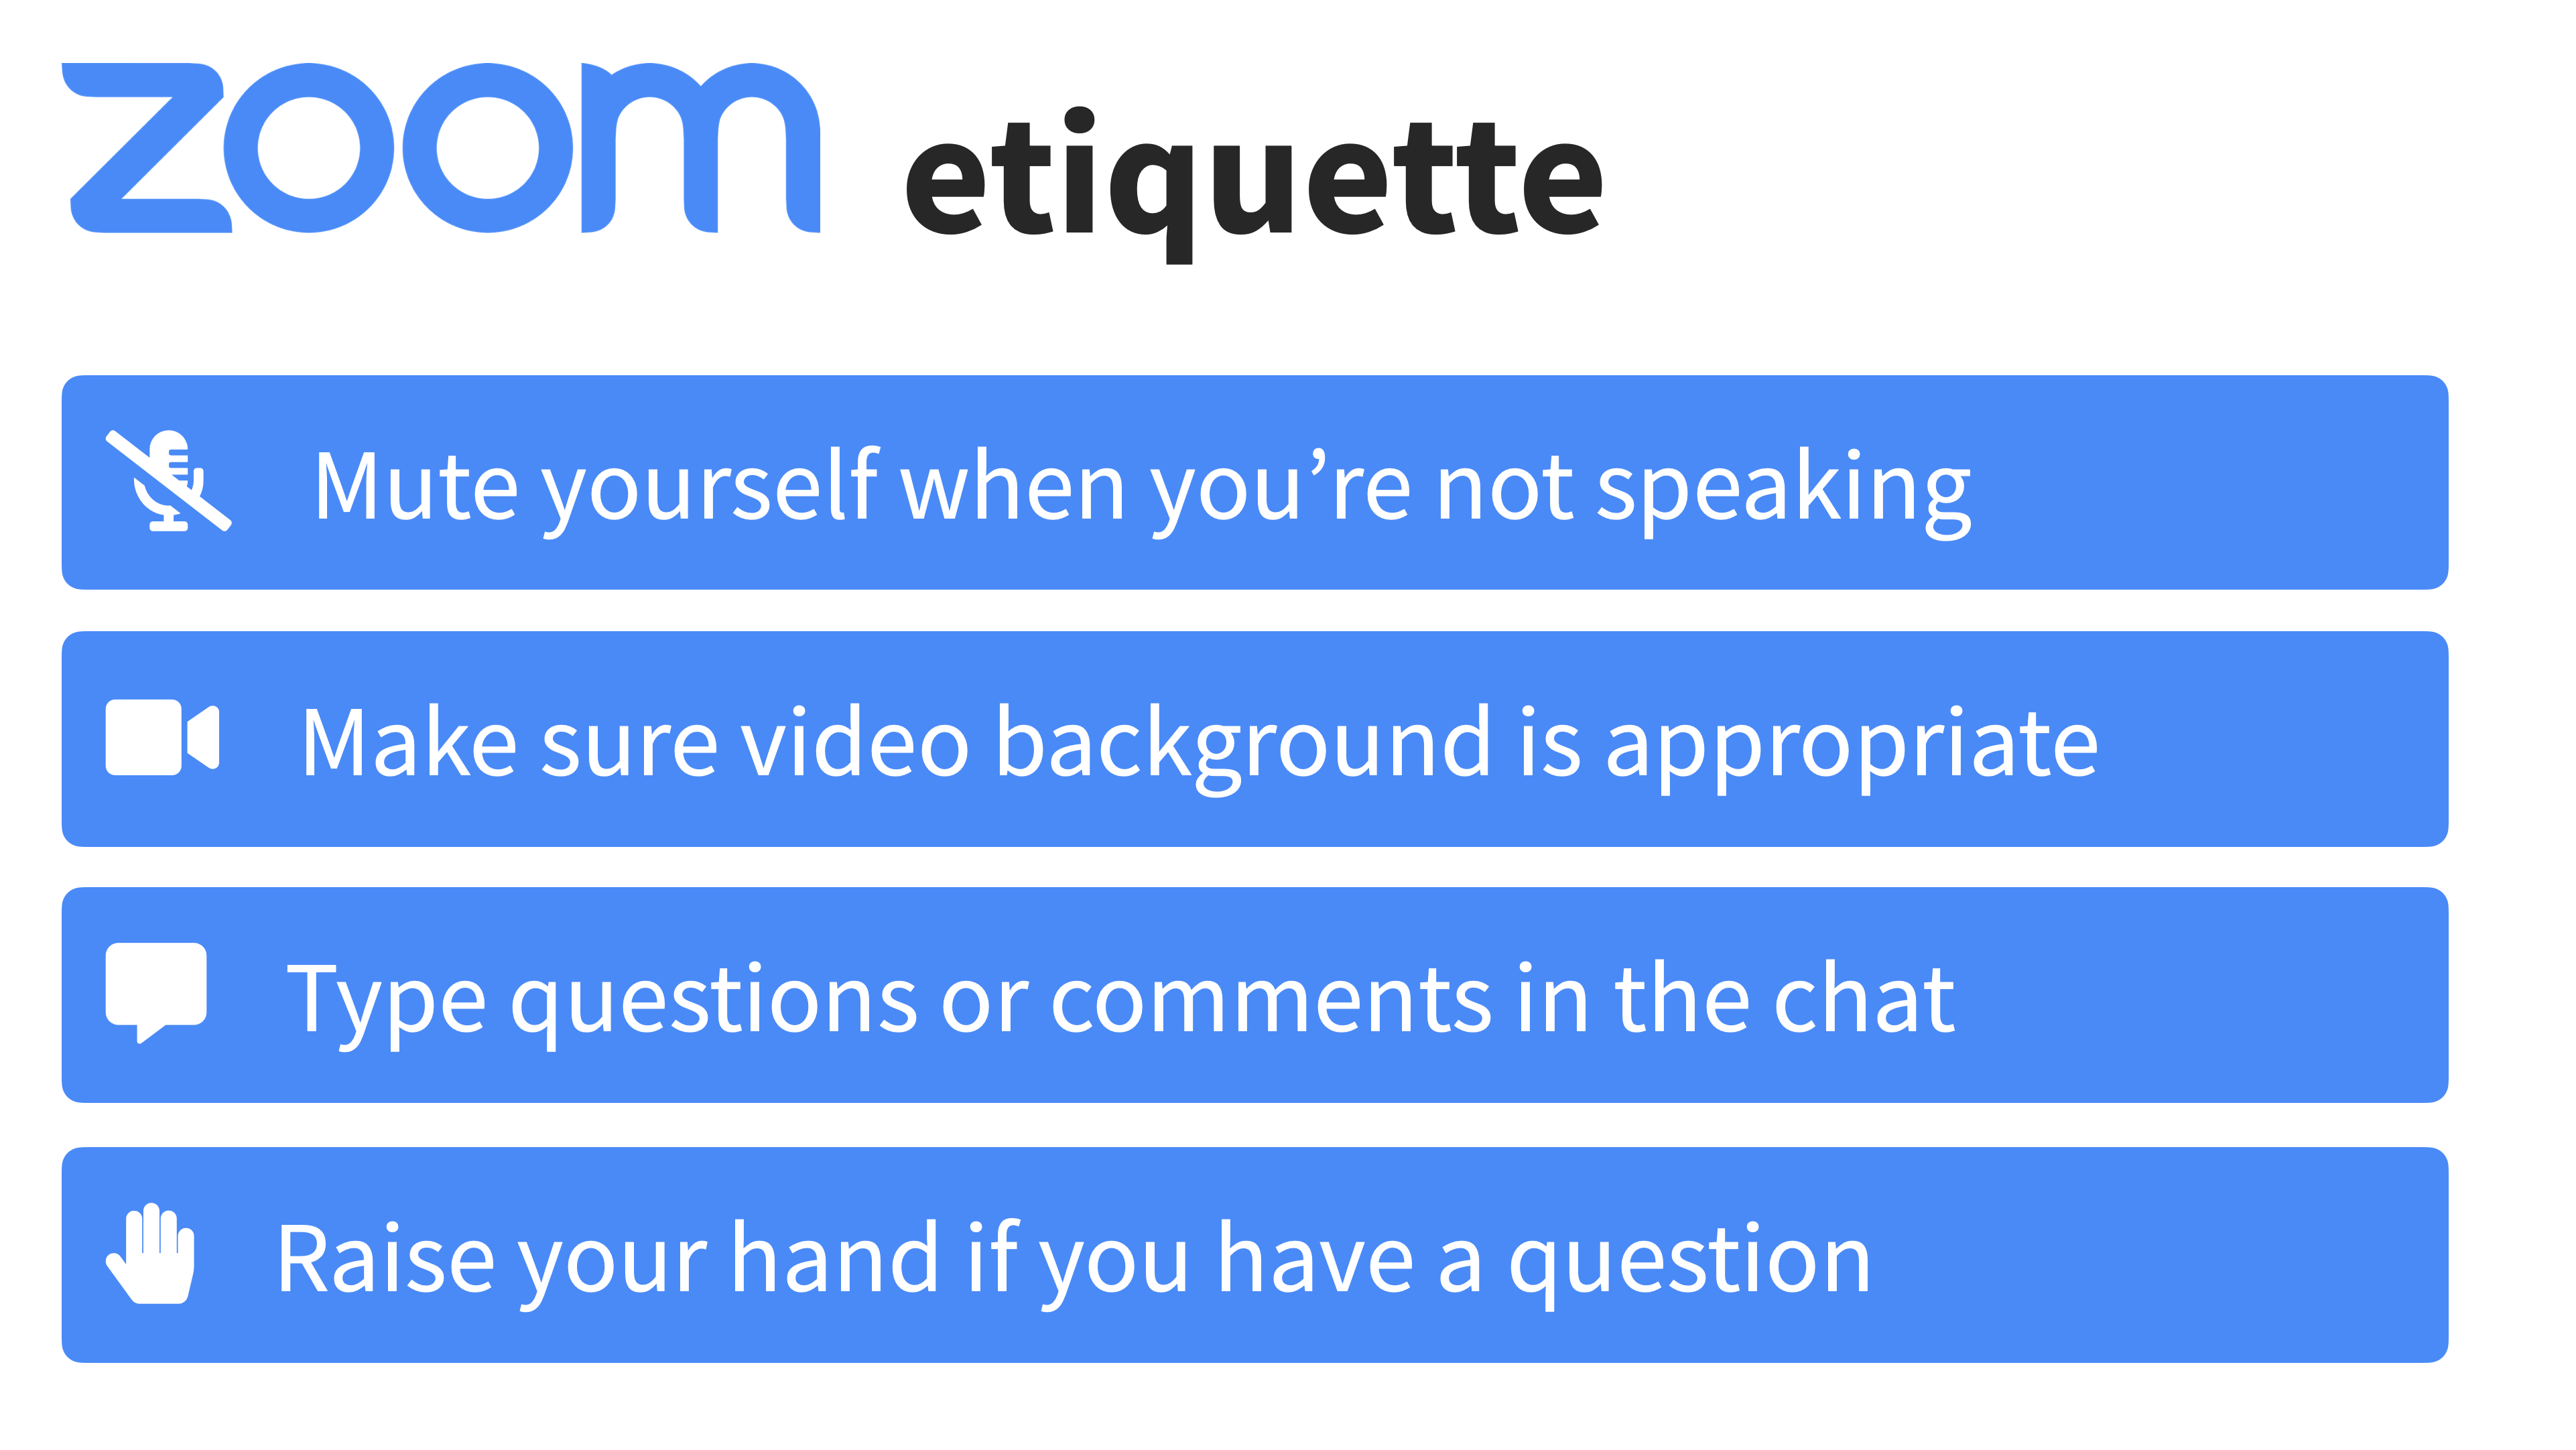 zoom etiquette
Mute yourself when you’re not speaking
Make sure video background is appropriate
Type questions or comments in the chat
Raise your hand if you have a question